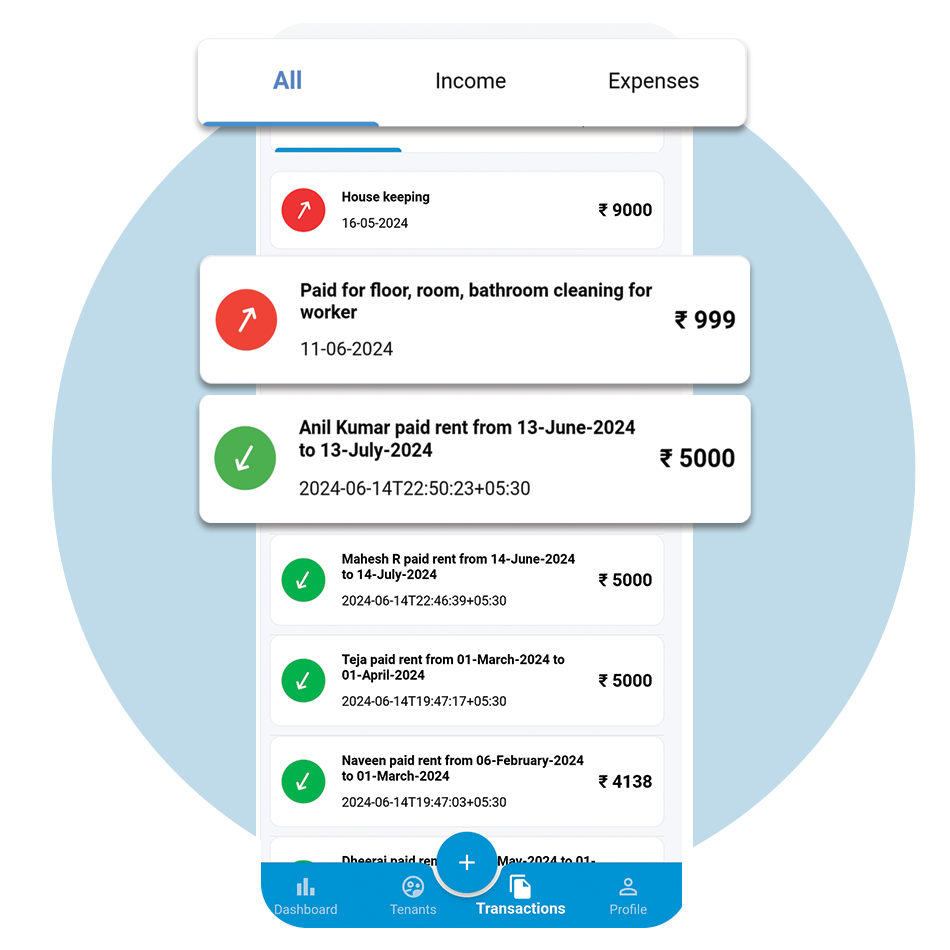 All Income Expenses
House keeping
16-05-2024
₹ 9000
Paid for floor, room, bathroom cleaning for
worker
11-06-2024
₹ 999
Anil Kumar paid rent from 13-June-2024
to 13-July-2024
2024-06-14T22:50:23+05:30
₹ 5000
Mahesh R paid rent from 14-June-2024
to 14-July-2024
2024-06-14T22:46:39+05:30
₹ 5000
Teja paid rent from 01-March-2024 to
01-April-2024
2024-06-14T19:47:17+05:30
₹ 5000
Naveen paid rent from 06-February-2024
to 01-March-2024
2024-06-14T19:47:03+05:30
₹ 4138
Dheeraj paid ren May-2024 to 01-
+
Dashboard Tenants Transactions Profile